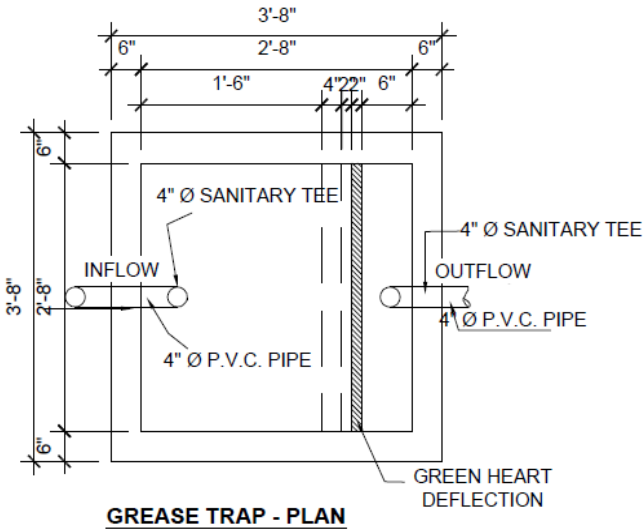 3'-8"
6" 2'-8" 6"
1'-6" 4" 2" 2" 6"
6"
4" Ø SANITARY TEE
4" Ø SANITARY TEE
INFLOW
OUTFLOW
3'-8"
2'-8"
4" Ø P.V.C. PIPE
4" Ø P.V.C. PIPE
6"
GREEN HEART
DEFLECTION
GREASE TRAP - PLAN